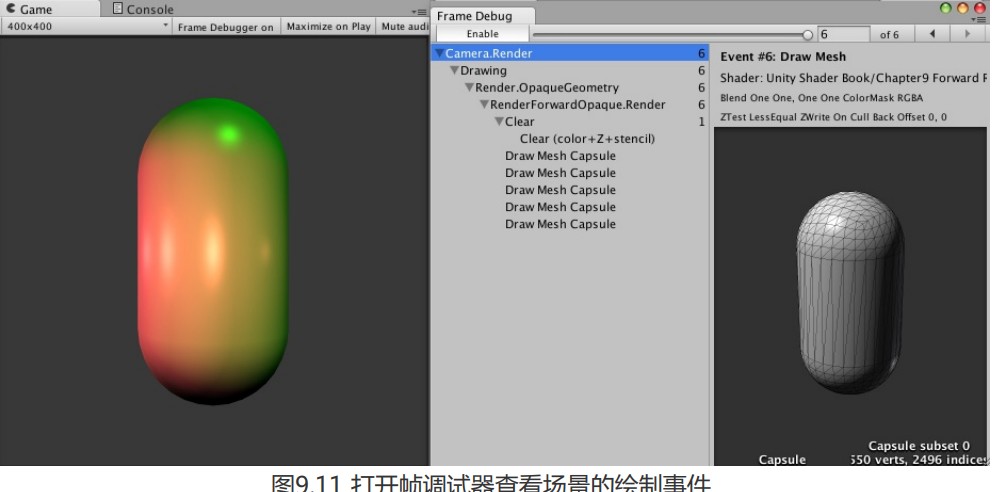 Game
Console
400x400
Frame Debugger on
Maximize on Play
Mute audi
Frame Debug
Enable
6
of 6
Camera.Render 6
Drawing 6
Render.OpaqueGeometry 6
RenderForwardOpaque.Render 6
Clear 1
Clear (color+Z+stencil)
Draw Mesh Capsule
Draw Mesh Capsule
Draw Mesh Capsule
Draw Mesh Capsule
Draw Mesh Capsule
Event #6: Draw Mesh
Shader: Unity Shader Book/Chapter9 Forward F
Blend One One, One One ColorMask RGBA
ZTest LessEqual ZWrite On Cull Back Offset 0, 0
Capsule
Capsule subset 0
550 verts, 2496 indices
图9.11 打开帧调试器查看场景的绘制事件